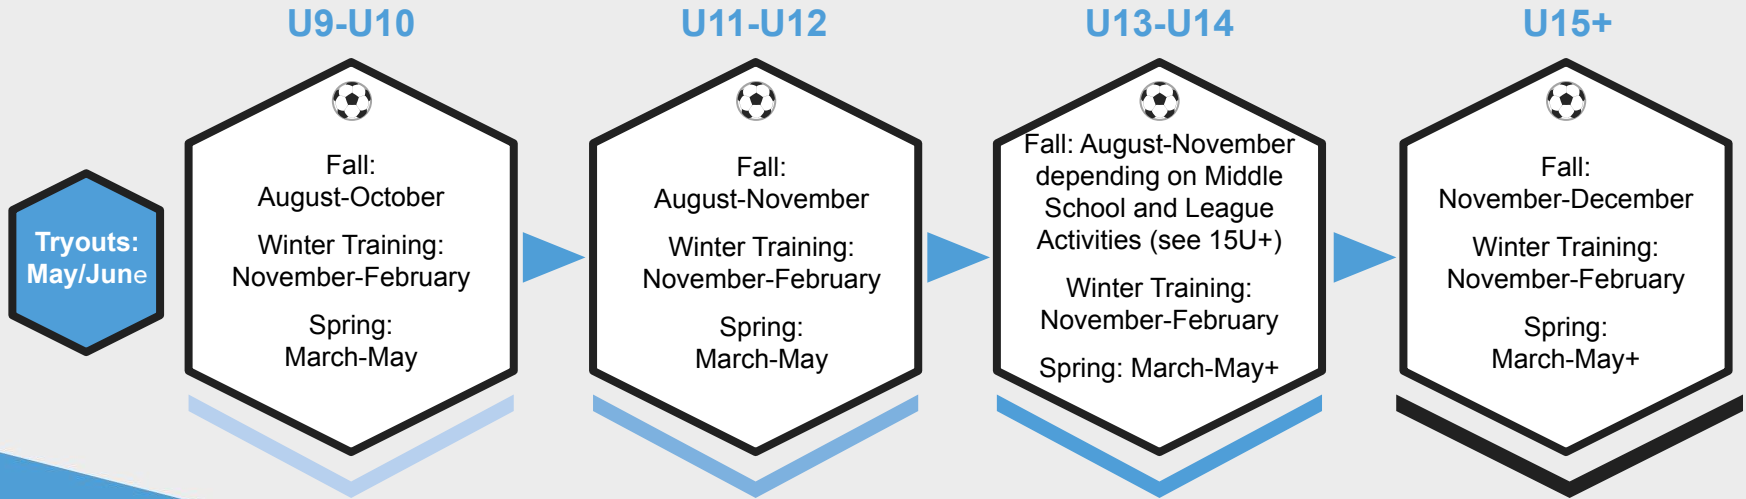 U9-U10
U11-U12
U13-U14
U15+
Tryouts:
May/June
Fall:
August-October
Winter Training:
November-February
Spring:
March-May
Fall:
August-November
Winter Training:
November-February
Spring:
March-May
Fall: August-November
depending on Middle
School and League
Activities (see 15U+)
Winter Training:
November-February
Spring: March-May+
Fall:
November-December
Winter Training:
November-February
Spring:
March-May+